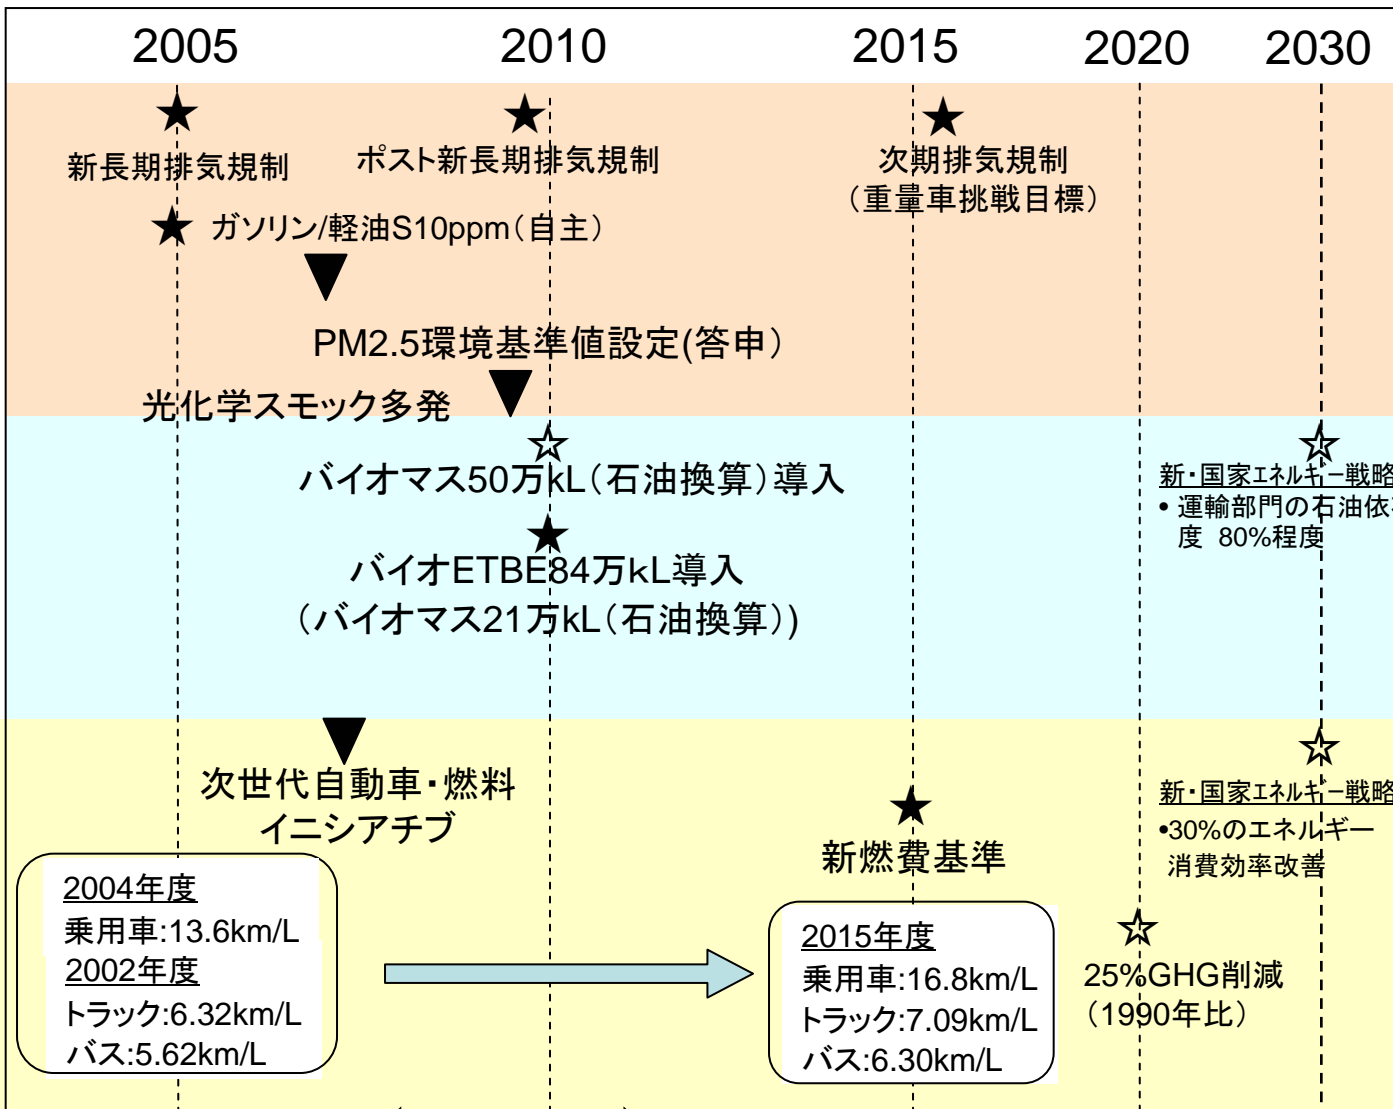 2005 2010 2015 2020 2030
新長期排気規制
ポスト新長期排気規制
次期排気規制
（重量車挑戦目標）
ガソリン/軽油S10ppm（自主）
PM2.5環境基準値設定(答申）
光化学スモック多発
バイオマス50万kL（石油換算）導入
バイオETBE84万kL導入
（バイオマス21万kL（石油換算）)
新・国家エネルギー戦略
• 運輸部門の石油依
度 80%程度
次世代自動車・燃料
イニシアチブ
新燃費基準
新・国家エネルギー戦略
•30%のエネルギー
消費効率改善
2004年度
乗用車:13.6km/L
2002年度
トラック:6.32km/L
バス:5.62km/L
2015年度
乗用車:16.8km/L
トラック:7.09km/L
バス:6.30km/L
25%GHG削減
（1990年比）